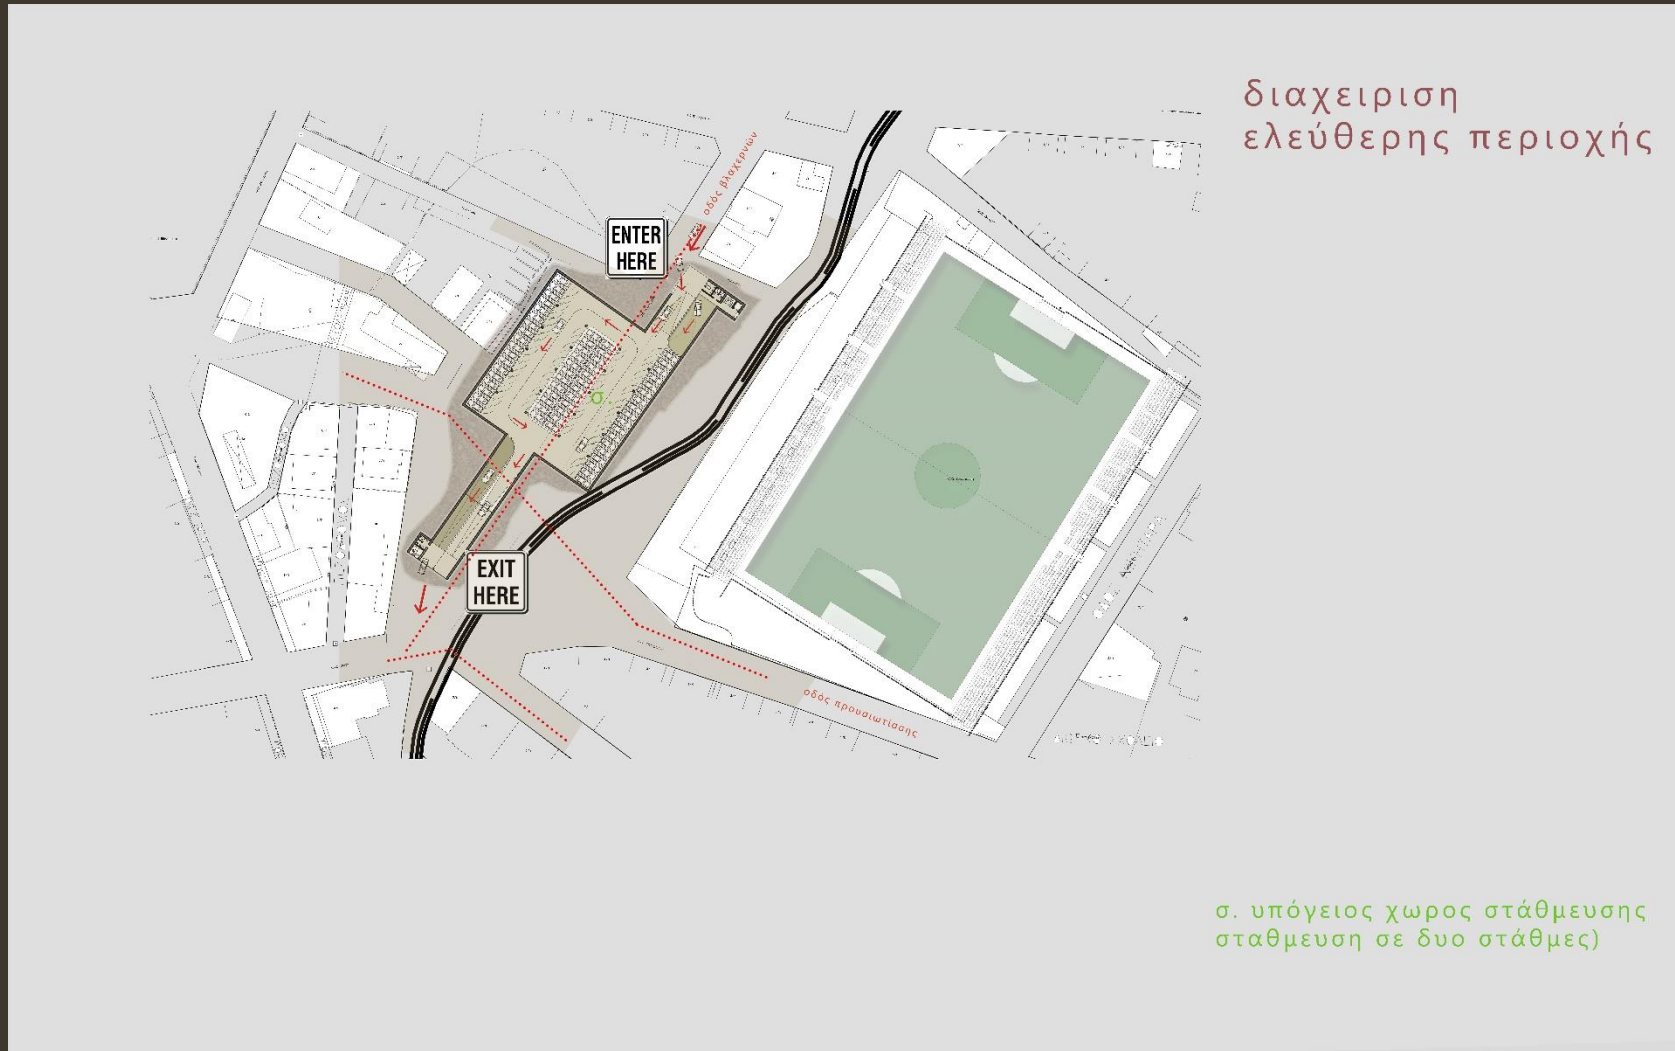 διαχειριση
ελεύθερης περιοχής
οδός βλαχερνών
ENTER
HERE
σ.
EXIT
HERE
οδός προυσιωτίσσης
σ. υπόγειος χωρος στάθμευσης
σταθμευση σε δυο στάθμες)